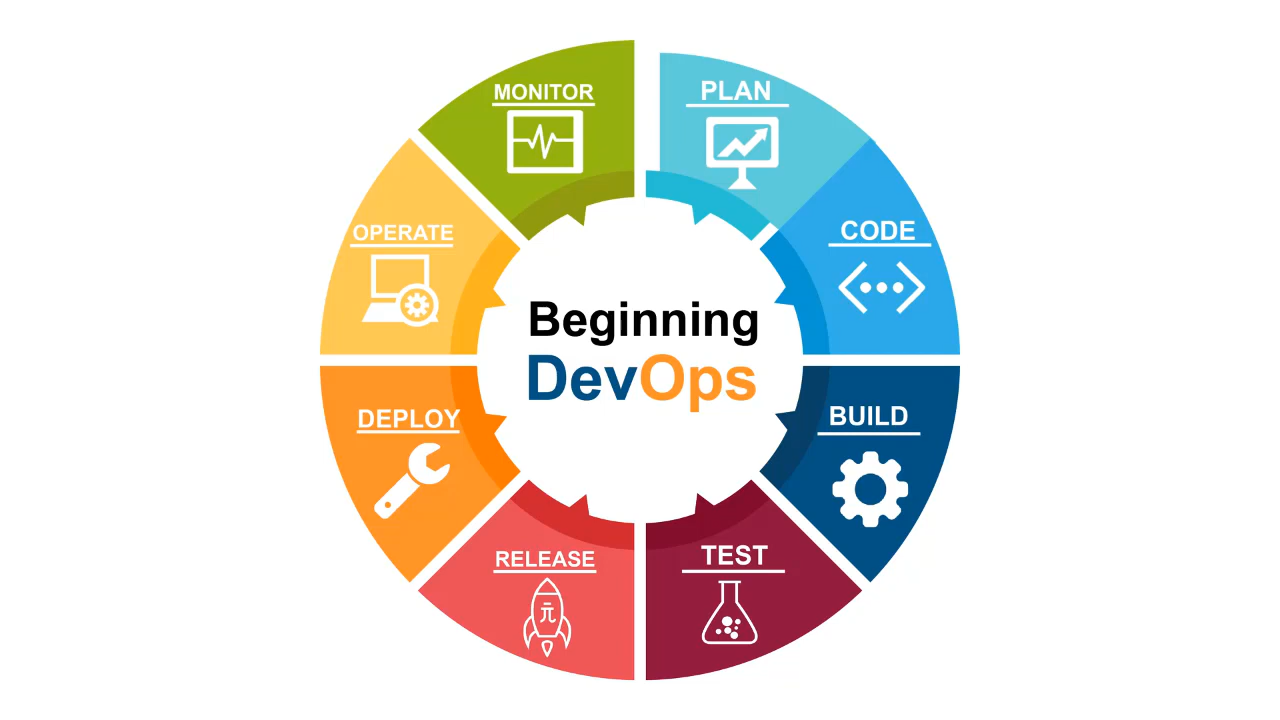 MONITOR
PLAN
OPERATE
CODE
Beginning
DevOps
DEPLOY
BUILD
RELEASE
TEST
π